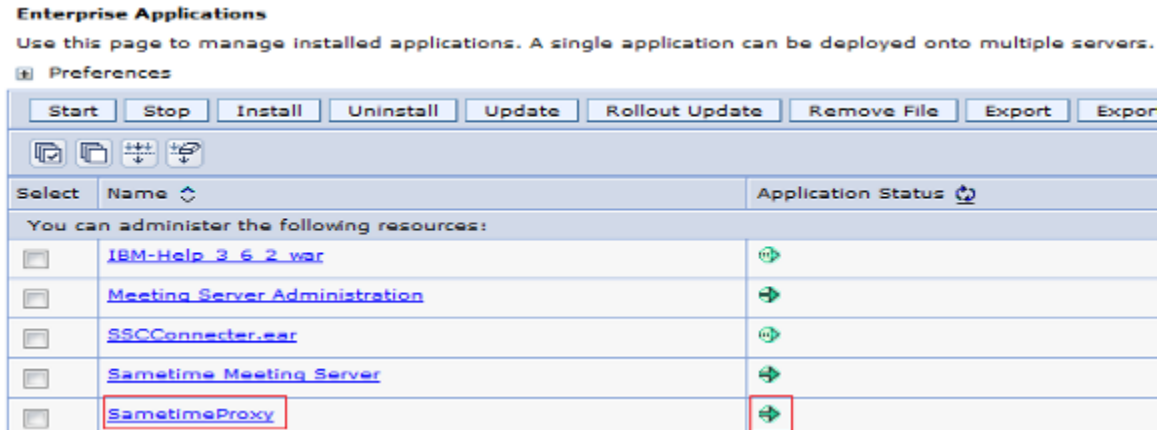 Enterprise Applications
Use this page to manage installed applications. A single application can be deployed onto multiple servers.
Preferences
Start Stop Install Uninstall Update Rollout Update Remove File Export Expor
Select Name Application Status
You can administer the following resources:
IBM-Help_3_6_2_war
Meeting Server Administration
SSCConnecter.ear
Sametime Meeting Server
SametimeProxy